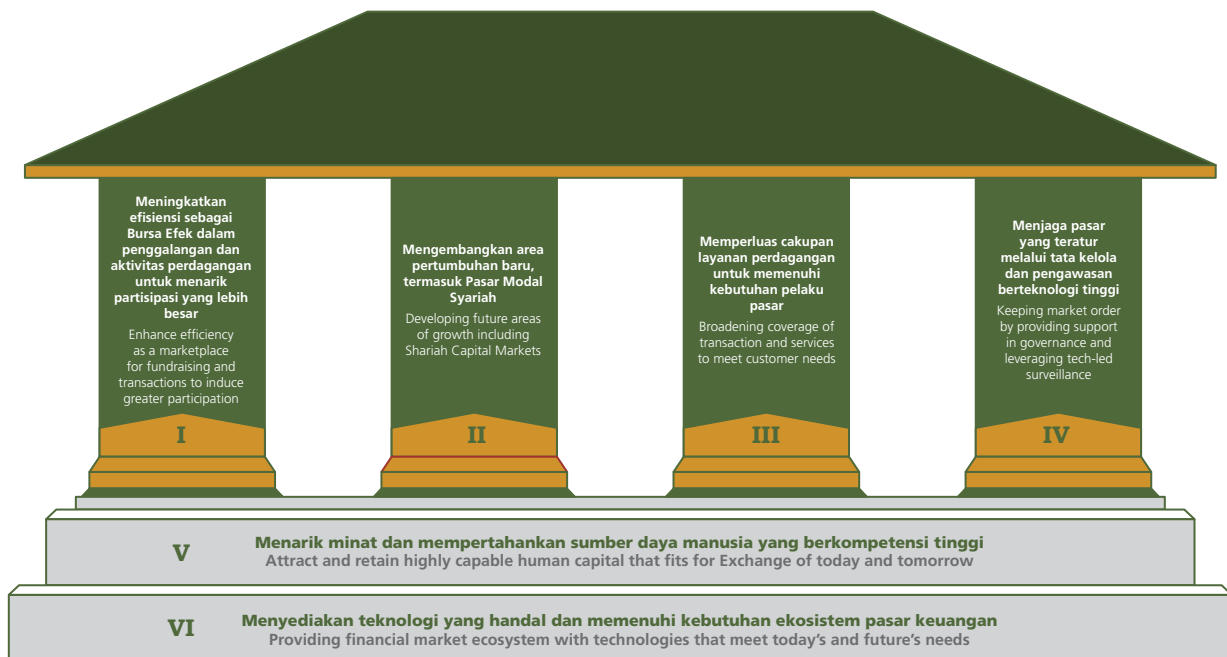 Meningkatkan
efisiensi sebagai
Bursa Efek dalam
penggalangan dan
aktivitas perdagangan
untuk menarik
partisipasi yang lebih
besar
Enhance efficiency
as a marketplace
for fundraising and
transactions to induce
greater participation
I
Mengembangkan area
pertumbuhan baru,
termasuk Pasar Modal
Syariah
Developing future areas
of growth including
Shariah Capital Markets
II
Memperluas cakupan
layanan perdagangan
untuk memenuhi
kebutuhan pelaku
pasar
Broadening coverage of
transaction and services
to meet customer needs
III
Menjaga pasar
yang teratur
melalui tata kelola
dan pengawasan
berteknologi tinggi
Keeping market order
by providing support
in governance and
leveraging tech-led
surveillance
IV
V
Menarik minat dan mempertahankan sumber daya manusia yang berkompetensi tinggi
Attract and retain highly capable human capital that fits for Exchange of today and tomorrow
VI
Menyediakan teknologi yang handal dan memenuhi kebutuhan ekosistem pasar keuangan
Providing financial market ecosystem with technologies that meet today's and future's needs